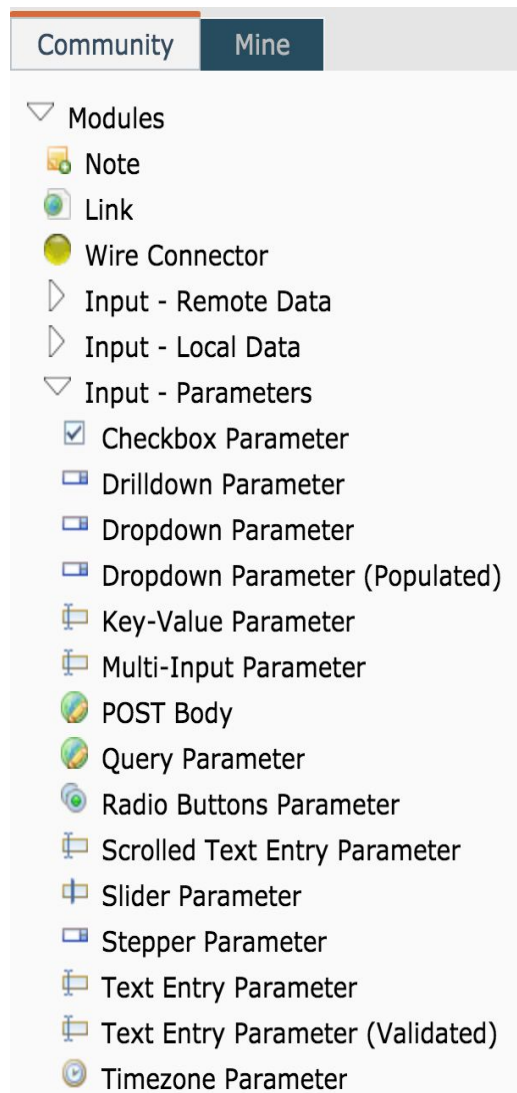 Community Mine
Modules
Note
Link
Wire Connector
Input - Remote Data
Input - Local Data
Input - Parameters
Checkbox Parameter
Drilldown Parameter
Dropdown Parameter
Dropdown Parameter (Populated)
Key-Value Parameter
Multi-Input Parameter
POST Body
Query Parameter
Radio Buttons Parameter
Scrolled Text Entry Parameter
Slider Parameter
Stepper Parameter
Text Entry Parameter
Text Entry Parameter (Validated)
Timezone Parameter